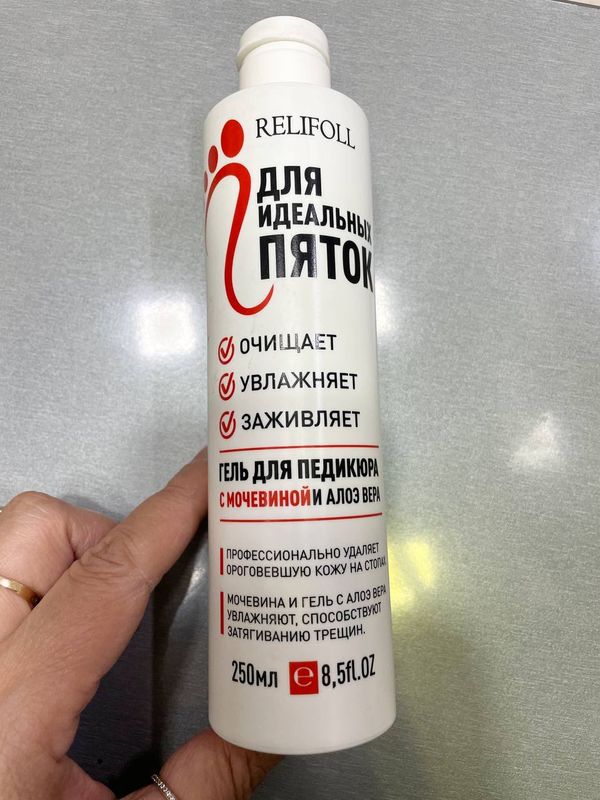 RELIFOLL
ДЛЯ
ИДЕАЛЬНЫХ
ПЯТОК
ОЧИЩАЕТ
УВЛАЖНЯЕТ
ЗАЖИВЛЯЕТ
ГЕЛЬ ДЛЯ ПЕДИКЮРА
С МОЧЕВИНОЙ И АЛОЭ ВЕРА
ПРОФЕССИОНАЛЬНО УДАЛЯЕТ
ОРОГОВЕВШУЮ КОЖУ НА СТОПАХ
МОЧЕВИНА И ГЕЛЬ С АЛОЭ ВЕРА
УВЛАЖНЯЮТ, СПОСОБСТВУЮТ
ЗАТЯГИВАНИЮ ТРЕЩИН.
250мл e 8,5fl.OZ